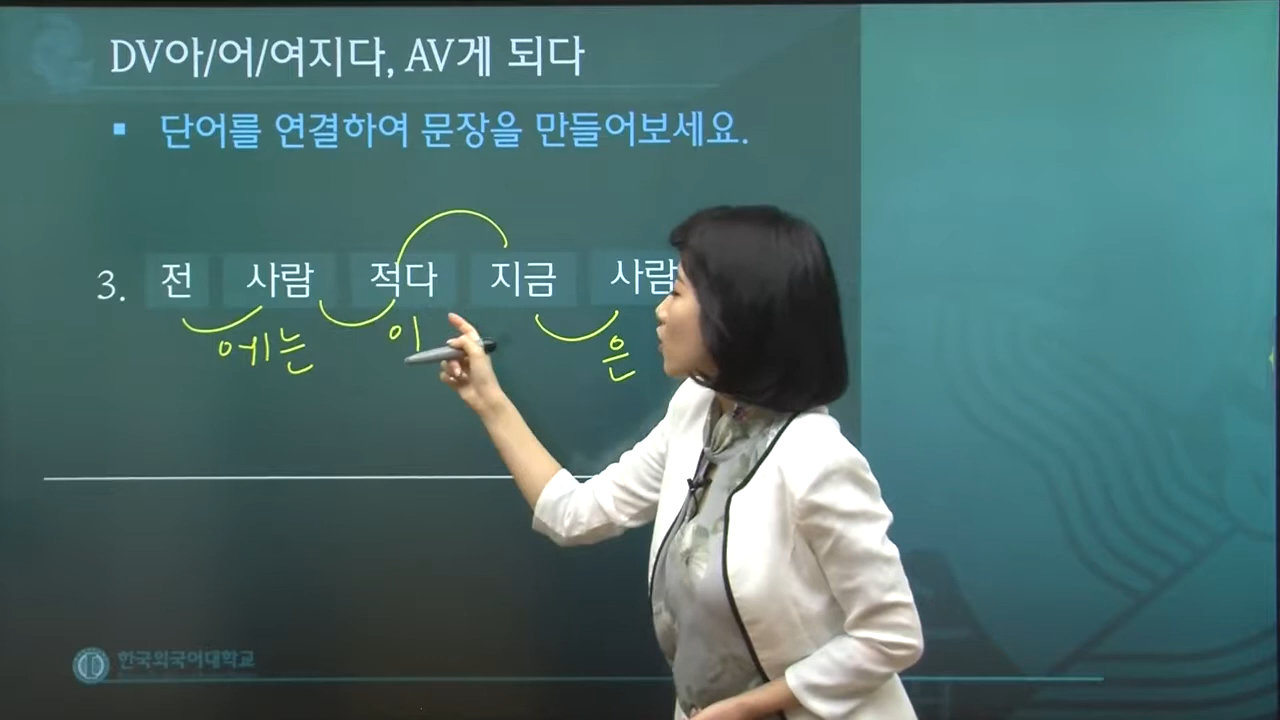 DV아/어/여지다, AV게 되다
▪ 단어를 연결하여 문장을 만들어보세요.
3. 전 사람 적다 지금 사람
에는 이 은
한국외국어대학교